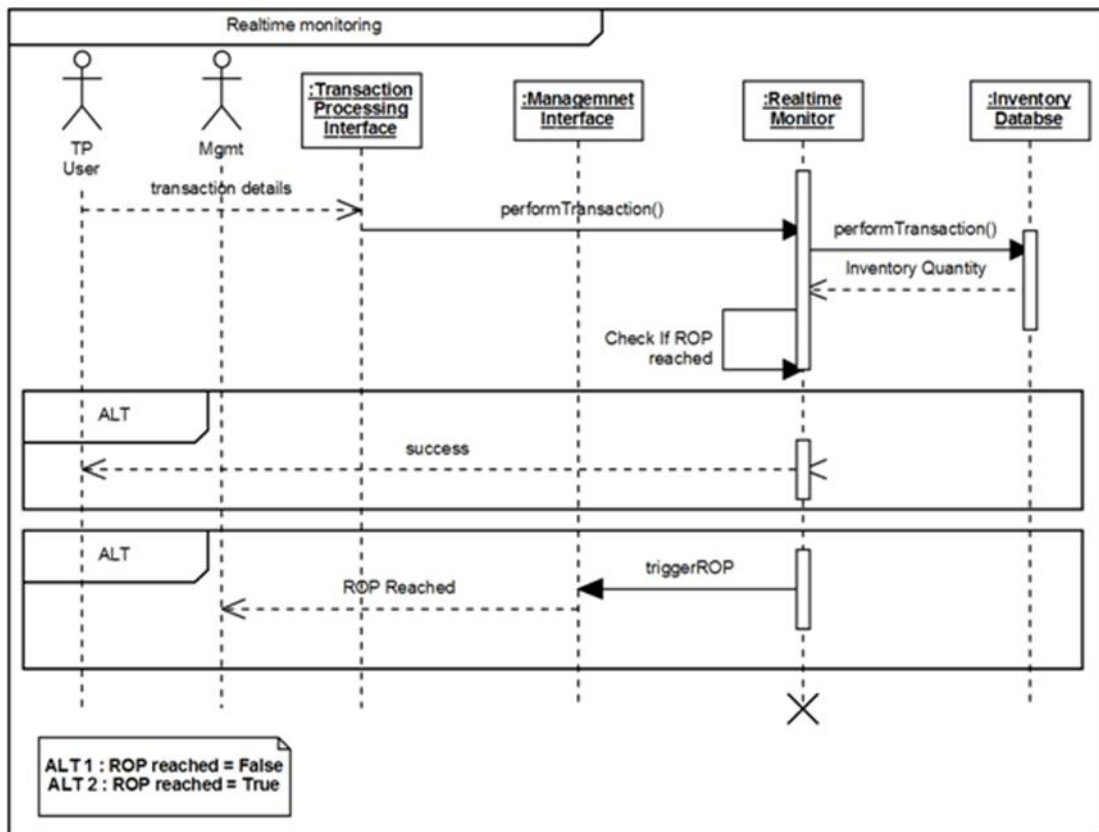 Realtime monitoring
TP
User
Mgmt
:Transaction
Processing
Interface
:Managemnet
Interface
:Realtime
Monitor
:Inventory
Databse
transaction details
performTransaction()
performTransaction()
Inventory Quantity
Check If ROP
reached
ALT
success
ALT
triggerROP
ROP Reached
ALT 1 : ROP reached = False
ALT 2 : ROP reached = True